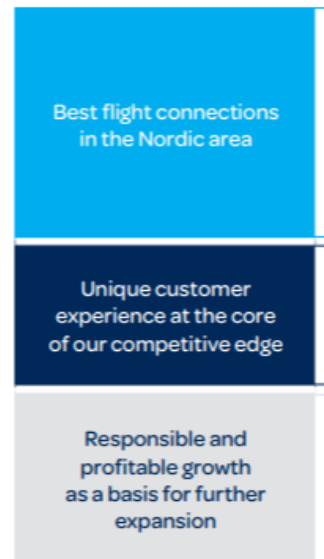 Best flight connections
in the Nordic area
Unique customer
experience at the core
of our competitive edge
Responsible and
profitable growth
as a basis for further
expansion